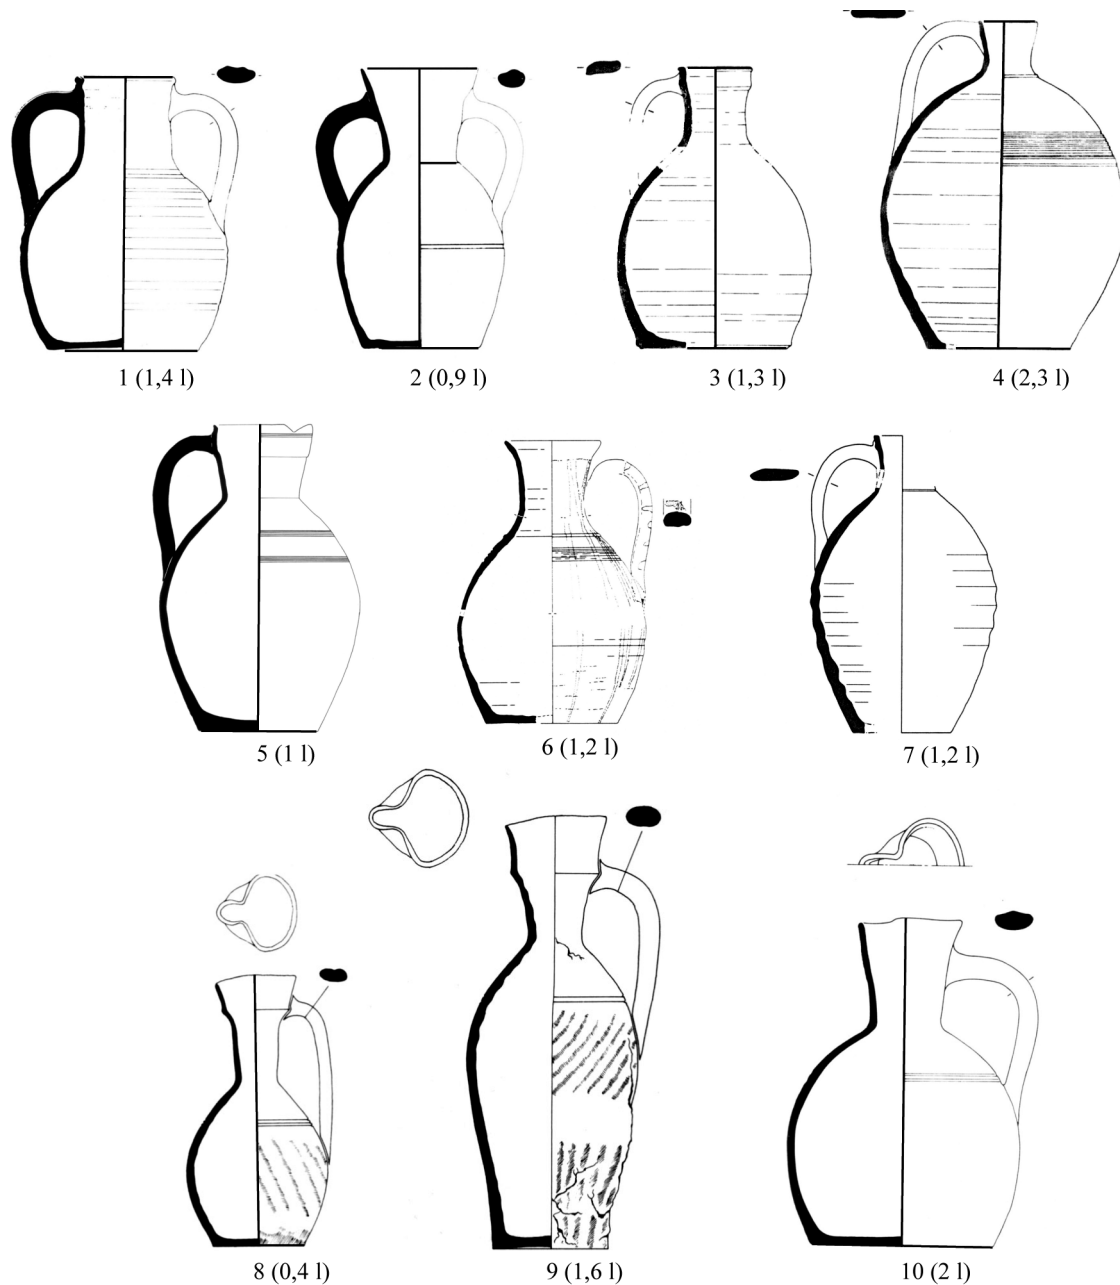 1 (1,4 l)
2 (0,9 l)
3 (1,3 l)
4 (2,3 l)
5 (1 l)
6 (1,2 l)
7 (1,2 l)
8 (0,4 l)
9 (1,6 l)
10 (2 l)